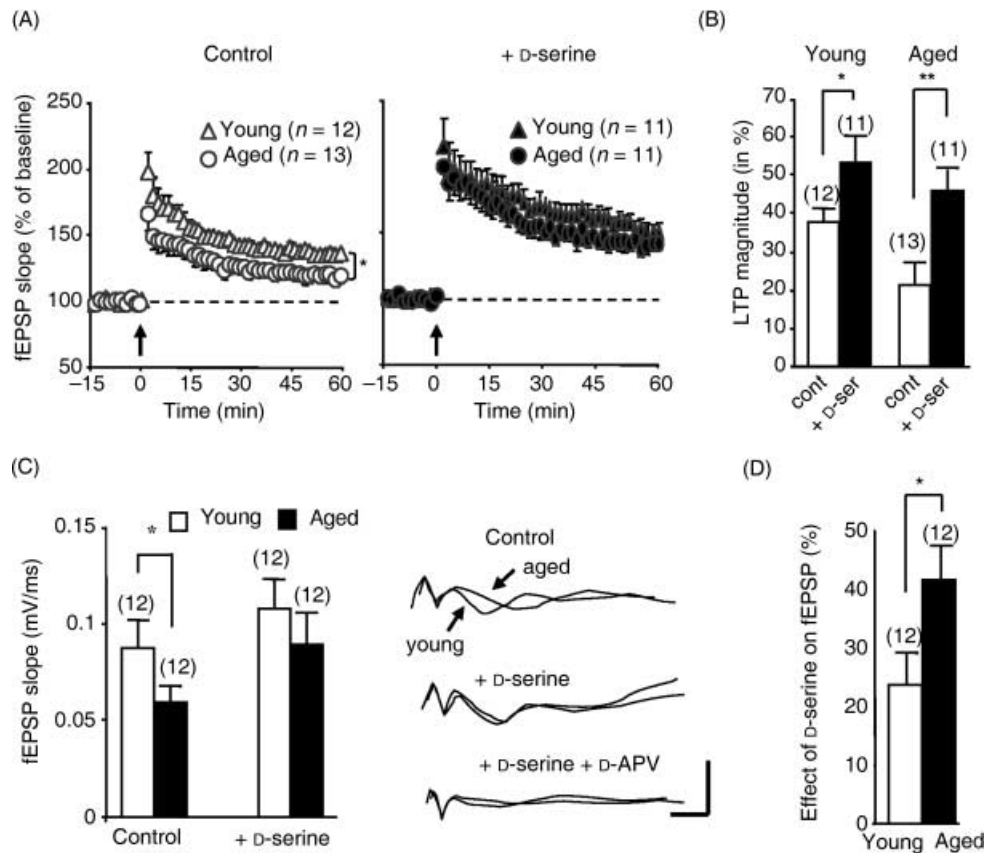 (A)
Control
+ D-serine
fEPSP slope (% of baseline)
250
200
150
100
50
Young (n = 12)
Aged (n = 13)
*
−15 0 15 30 45 60
Time (min)
Young (n = 11)
Aged (n = 11)
−15 0 15 30 45 60
Time (min)
(B)
Young Aged
* **
LTP magnitude (in %)
70
60
50
40
30
20
10
0
(12)
(11)
(13)
(11)
cont
+ D-ser
cont
+ D-ser
(C)
Young Aged
fEPSP slope (mV/ms)
0.15
0.1
0.05
0
*
(12)
(12)
(12)
(12)
Control + D-serine
Control
aged
young
+ D-serine
+ D-serine + D-APV
(D)
*
Effect of D-serine on fEPSP (%)
50
40
30
20
10
0
(12)
(12)
Young Aged